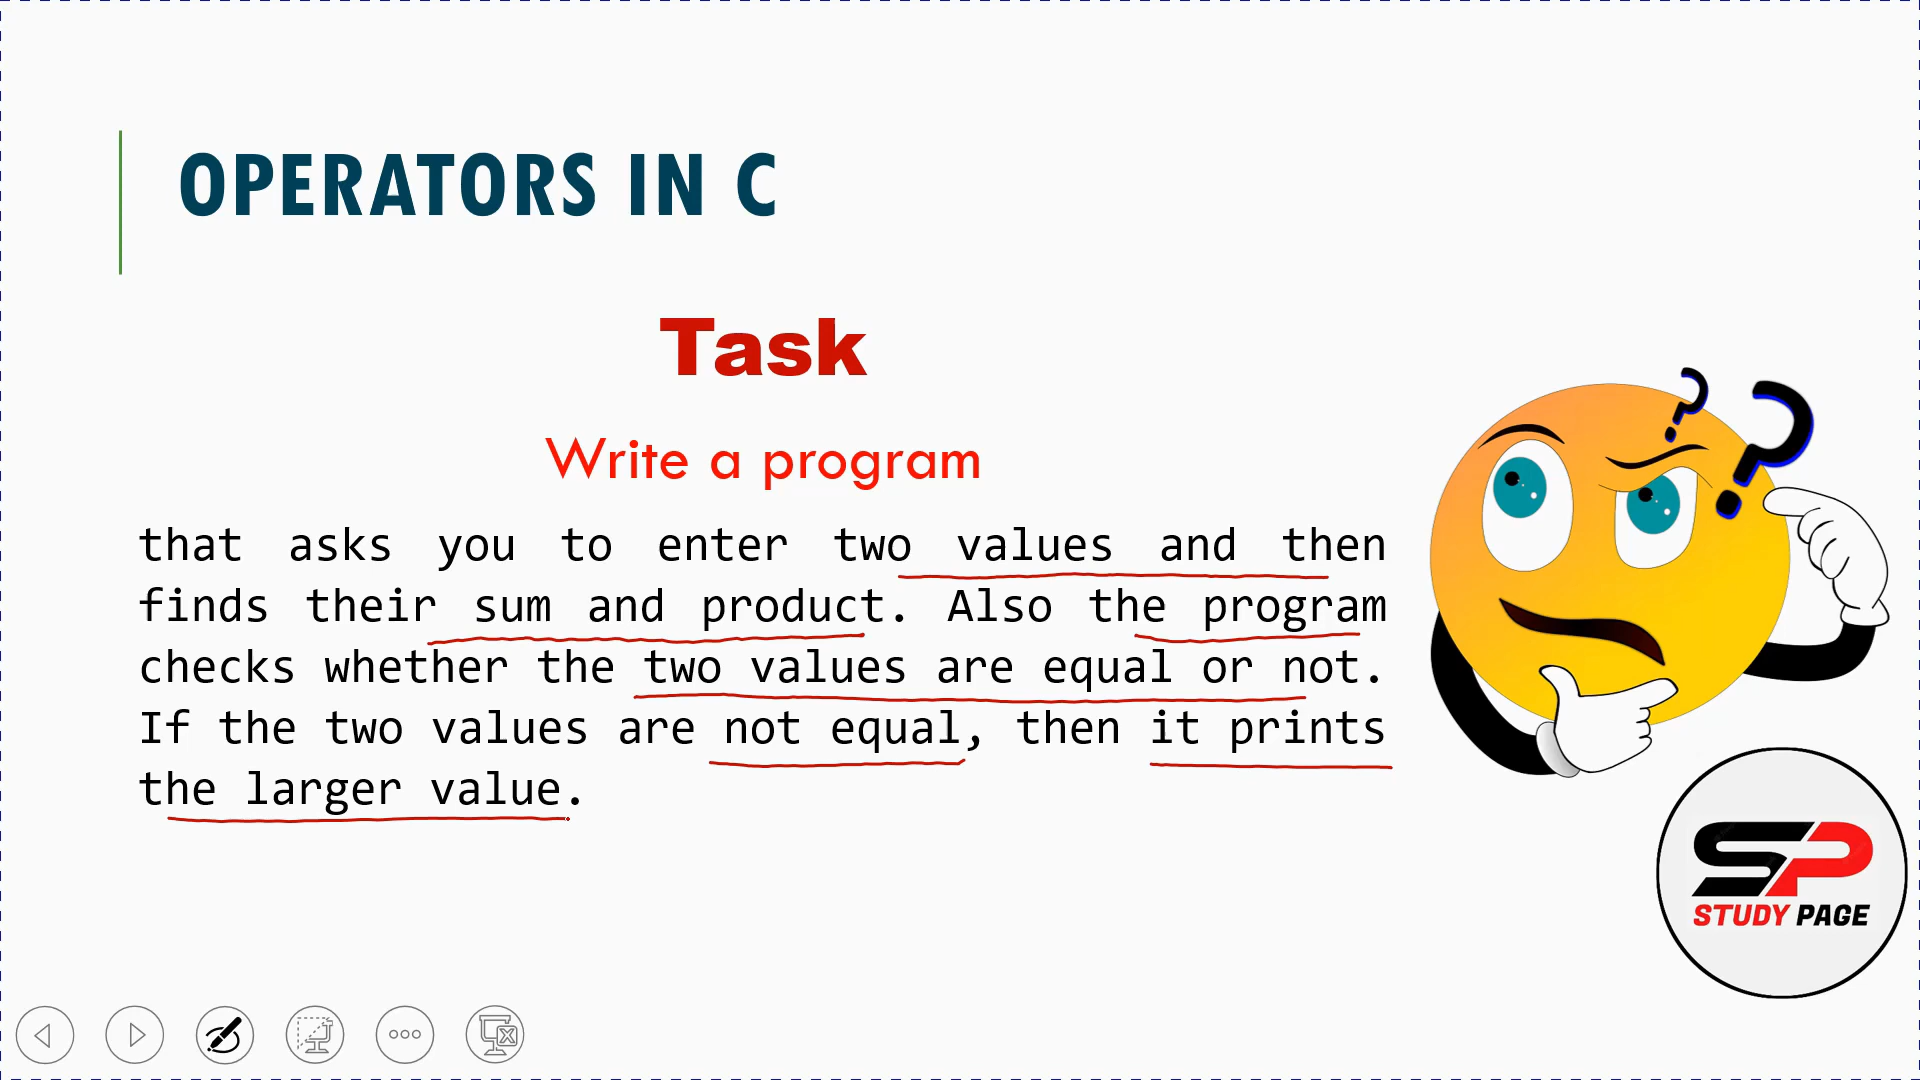 OPERATORS IN C
Task
Write a program
that asks you to enter two values and then
finds their sum and product. Also the program
checks whether the two values are equal or not.
If the two values are not equal, then it prints
the larger value.
? ?
SP
STUDY PAGE